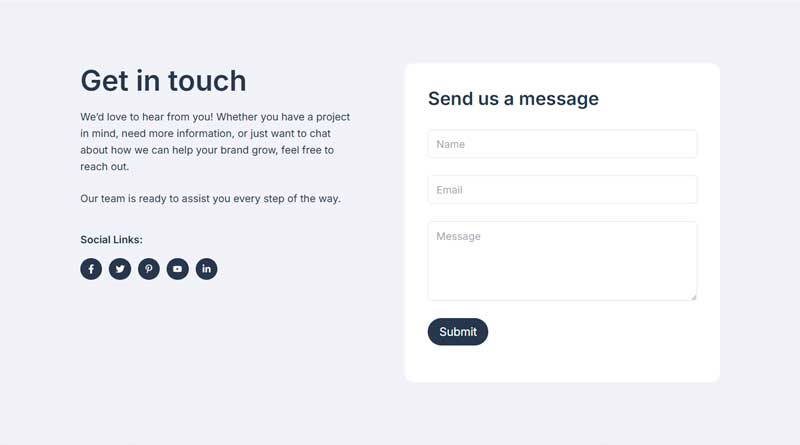 Get in touch
We'd love to hear from you! Whether you have a project
in mind, need more information, or just want to chat
about how we can help your brand grow, feel free to
reach out.
Our team is ready to assist you every step of the way.
Social Links:
Send us a message
Name
Email
Message
Submit